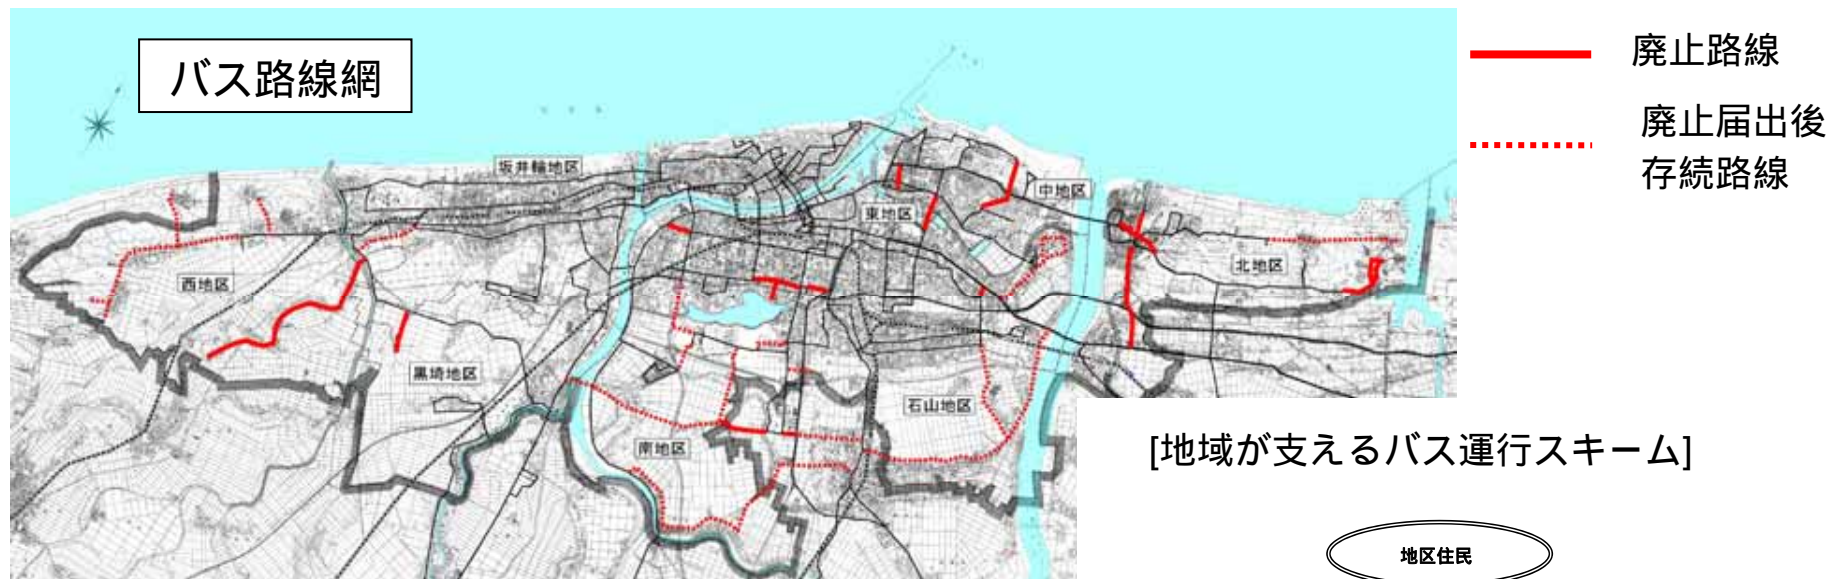 バス路線網
廃止路線
廃止届出後
存続路線
坂井輪地区
中地区
東地区
北地区
西地区
黒埼地区
石山地区
南地区
[地域が支えるバス運行スキーム]
地区住民